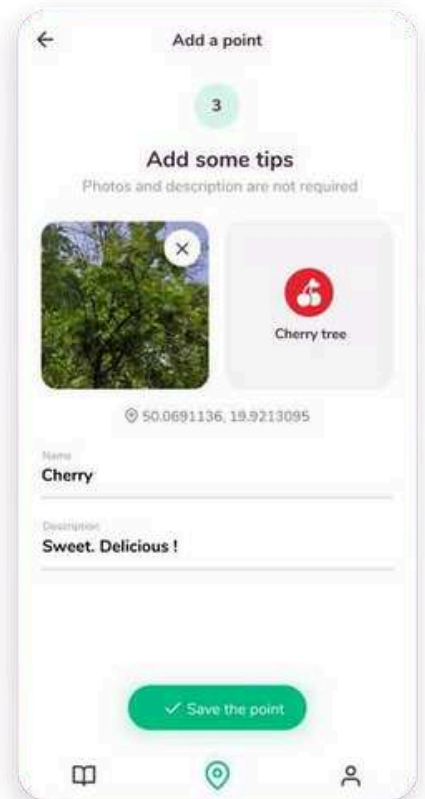 Add a point
3
Add some tips
Photos and description are not required
Cherry tree
50.0691136, 19.9213095
Name
Cherry
Description
Sweet. Delicious !
Save the point